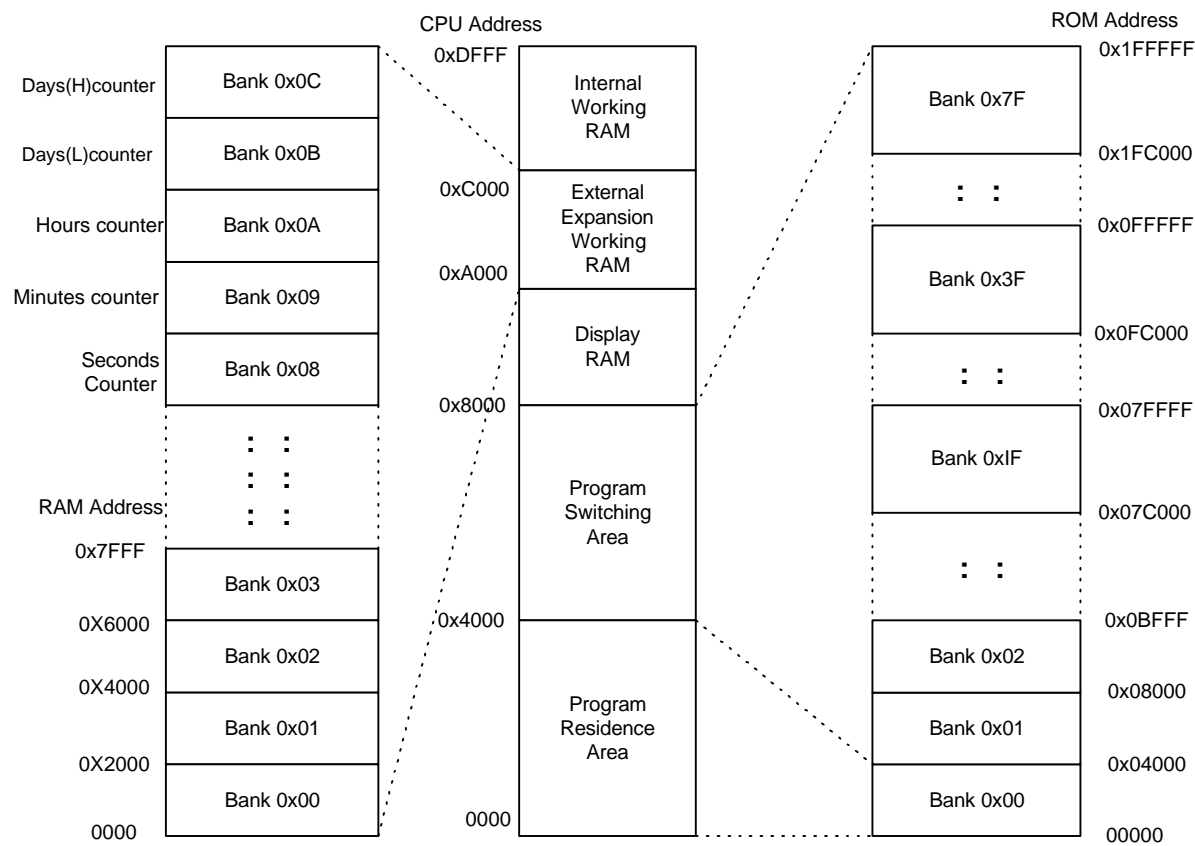 CPU Address
ROM Address
Days(H)counter
Bank 0x0C
Days(L)counter
Bank 0x0B
Hours counter
Bank 0x0A
Minutes counter
Bank 0x09
Seconds
Counter
Bank 0x08
: :
: :
: :
RAM Address
0x7FFF
Bank 0x03
0X6000
Bank 0x02
0X4000
Bank 0x01
0X2000
Bank 0x00
0000
0xDFFF
Internal
Working
RAM
0xC000
External
Expansion
Working
RAM
0xA000
Display
RAM
0x8000
Program
Switching
Area
0x4000
Program
Residence
Area
0000
0x1FFFFF
Bank 0x7F
0x1FC000
: :
0x0FFFFF
Bank 0x3F
0x0FC000
: :
0x07FFFF
Bank 0xIF
0x07C000
: :
0x0BFFF
Bank 0x02
0x08000
Bank 0x01
0x04000
Bank 0x00
00000